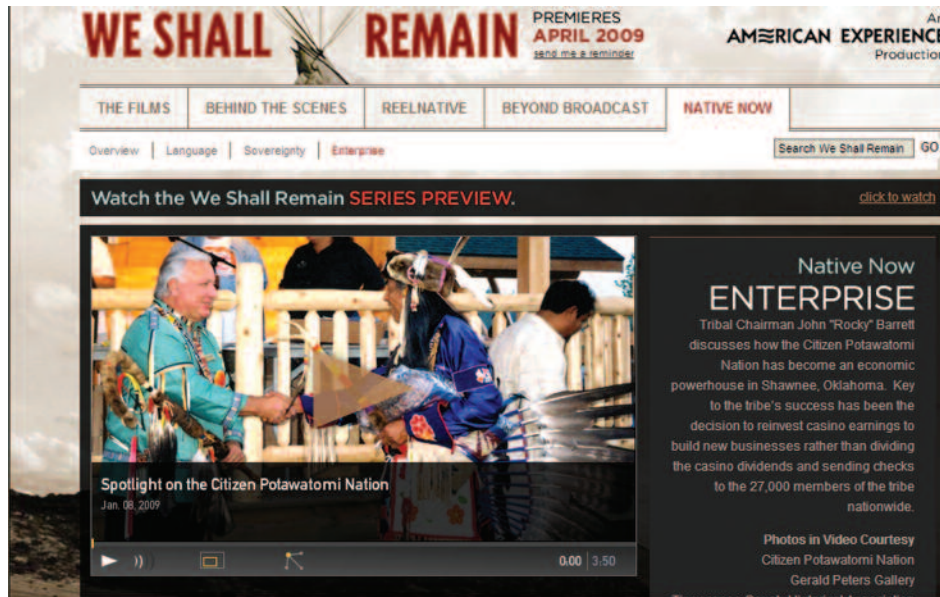 WE SHALL REMAIN
PREMIERES
APRIL 2009
send me a reminder
AMERICAN EXPERIENCE
Production
THE FILMS
BEHIND THE SCENES
REELNATIVE
BEYOND BROADCAST
NATIVE NOW
Overview | Language | Sovereignty | Enterprise
Search We Shall Remain GO
Watch the We Shall Remain SERIES PREVIEW.
click to watch
Spotlight on the Citizen Potawatomi Nation
Jan. 08, 2009
0:00 | 3:50
Native Now
ENTERPRISE
Tribal Chairman John "Rocky" Barrett
discusses how the Citizen Potawatomi
Nation has become an economic
powerhouse in Shawnee, Oklahoma. Key
to the tribe's success has been the
decision to reinvest casino earnings to
build new businesses rather than dividing
the casino dividends and sending checks
to the 27,000 members of the tribe
nationwide.
Photos in Video Courtesy
Citizen Potawatomi Nation
Gerald Peters Gallery